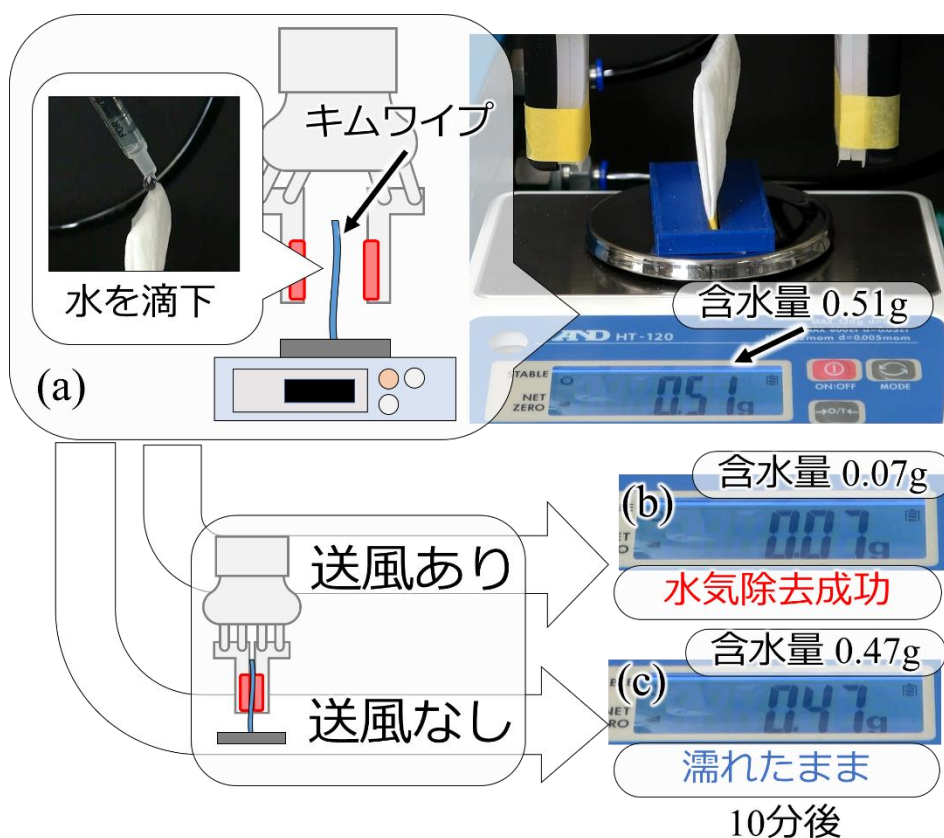 キムワイプ
水を滴下
(a)
含水量 0.51g
AND HT-120
STABLE
NET
ZERO
0.51g
ON:OFF
MODE
→O/T←
送風あり
含水量 0.07g
(b)
0.07g
水気除去成功
送風なし
含水量 0.47g
(c)
NET
0.47g
濡れたまま
10分後